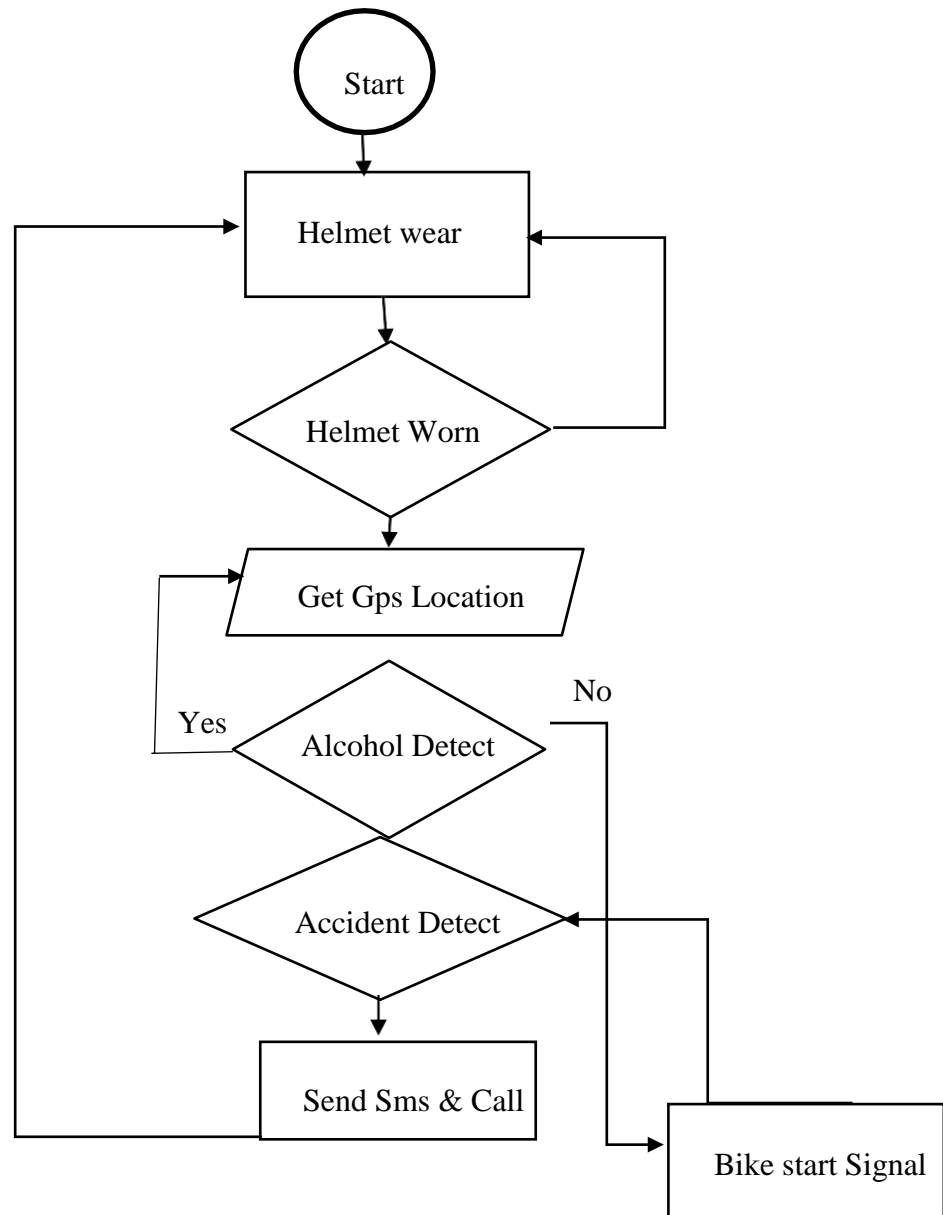 Start
Helmet wear
Helmet Worn
Get Gps Location
No
Yes
Alcohol Detect
Accident Detect
Send Sms & Call
Bike start Signal